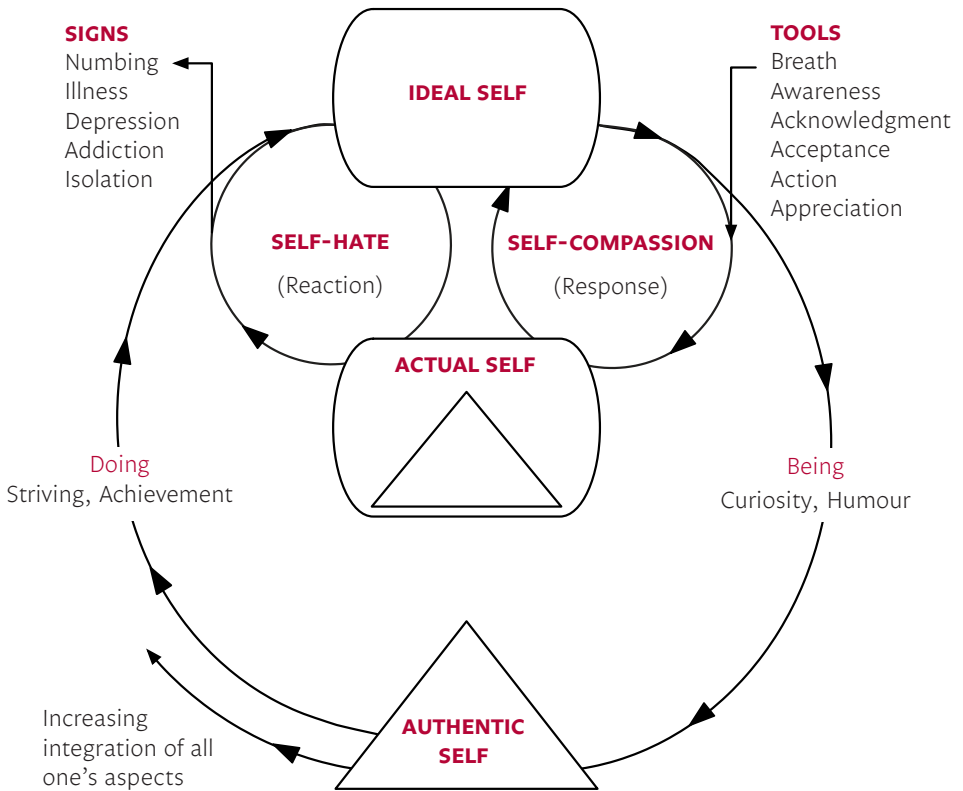 SIGNS
Numbing
Illness
Depression
Addiction
Isolation
IDEAL SELF
TOOLS
Breath
Awareness
Acknowledgment
Acceptance
Action
Appreciation
SELF-HATE
(Reaction)
SELF-COMPASSION
(Response)
ACTUAL SELF
Doing
Striving, Achievement
Being
Curiosity, Humour
Increasing
integration of all
one’s aspects
AUTHENTIC
SELF